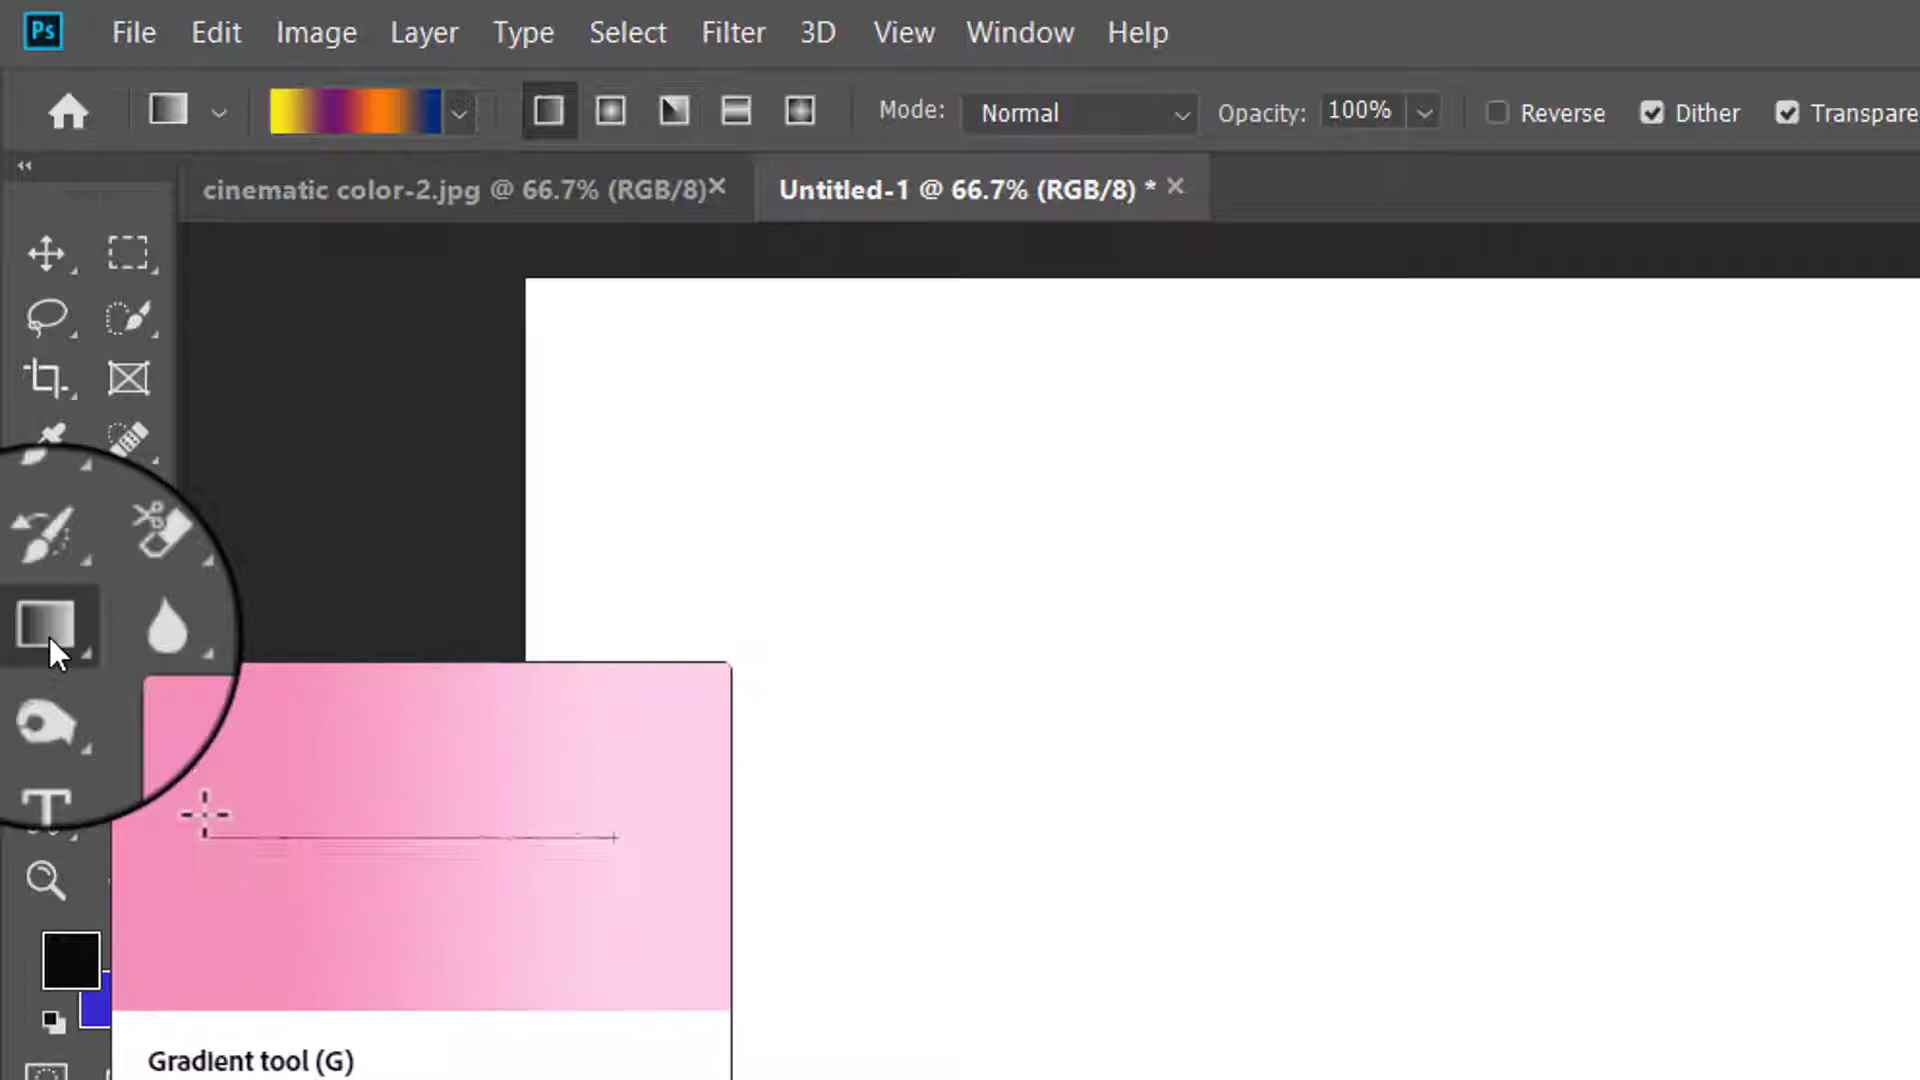 Ps File Edit Image Layer Type Select Filter 3D View Window Help
Mode: Normal Opacity: 100% Reverse Dither Transpare
cinematic color-2.jpg @ 66.7% (RGB/8) Untitled-1 @ 66.7% (RGB/8) *
Gradient tool (G)